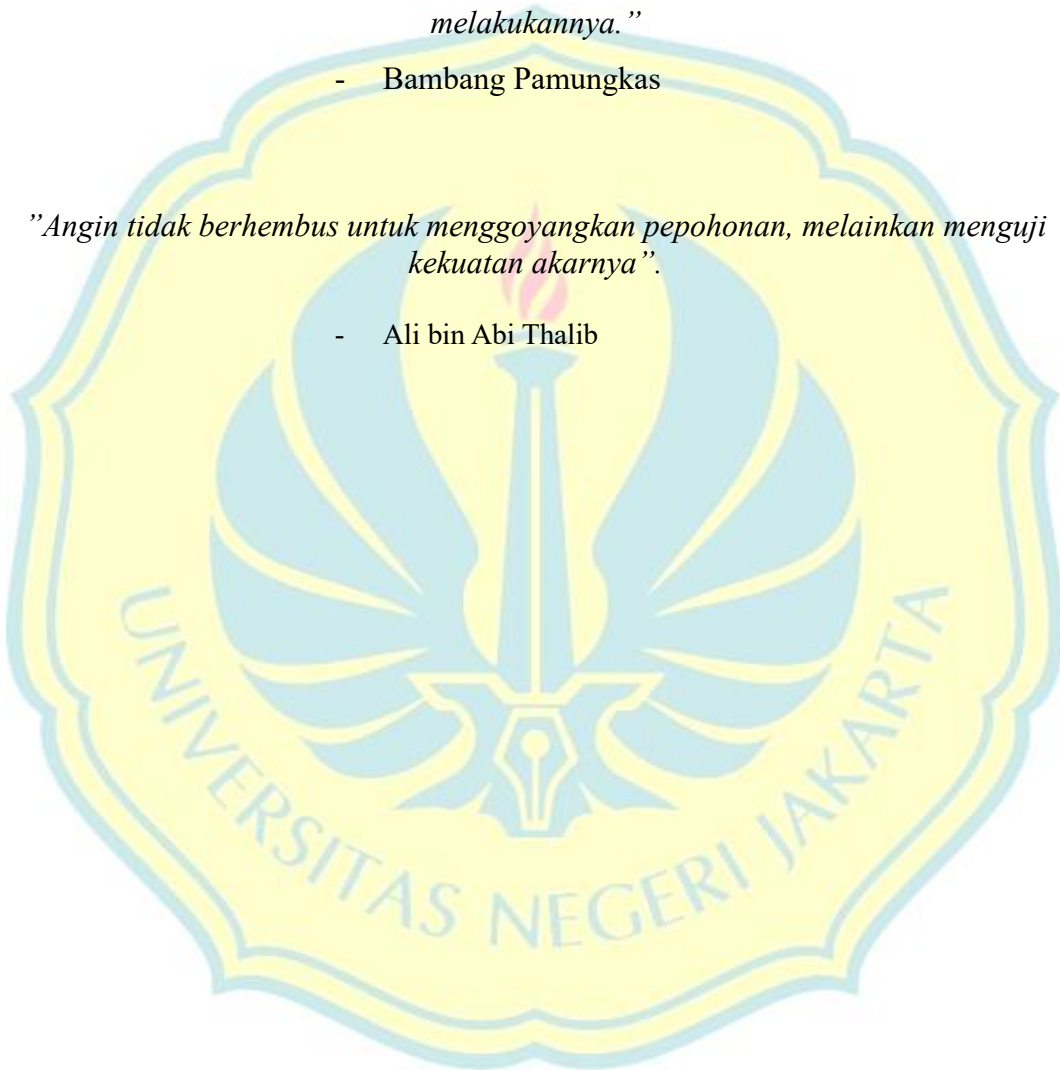 melakukannya.”
- Bambang Pamungkas
”Angin tidak berhembus untuk menggoyangkan pepohonan, melainkan menguji
kekuatan akarnya”.
- Ali bin Abi Thalib
UNIVERSITAS NEGERI JAKARTA